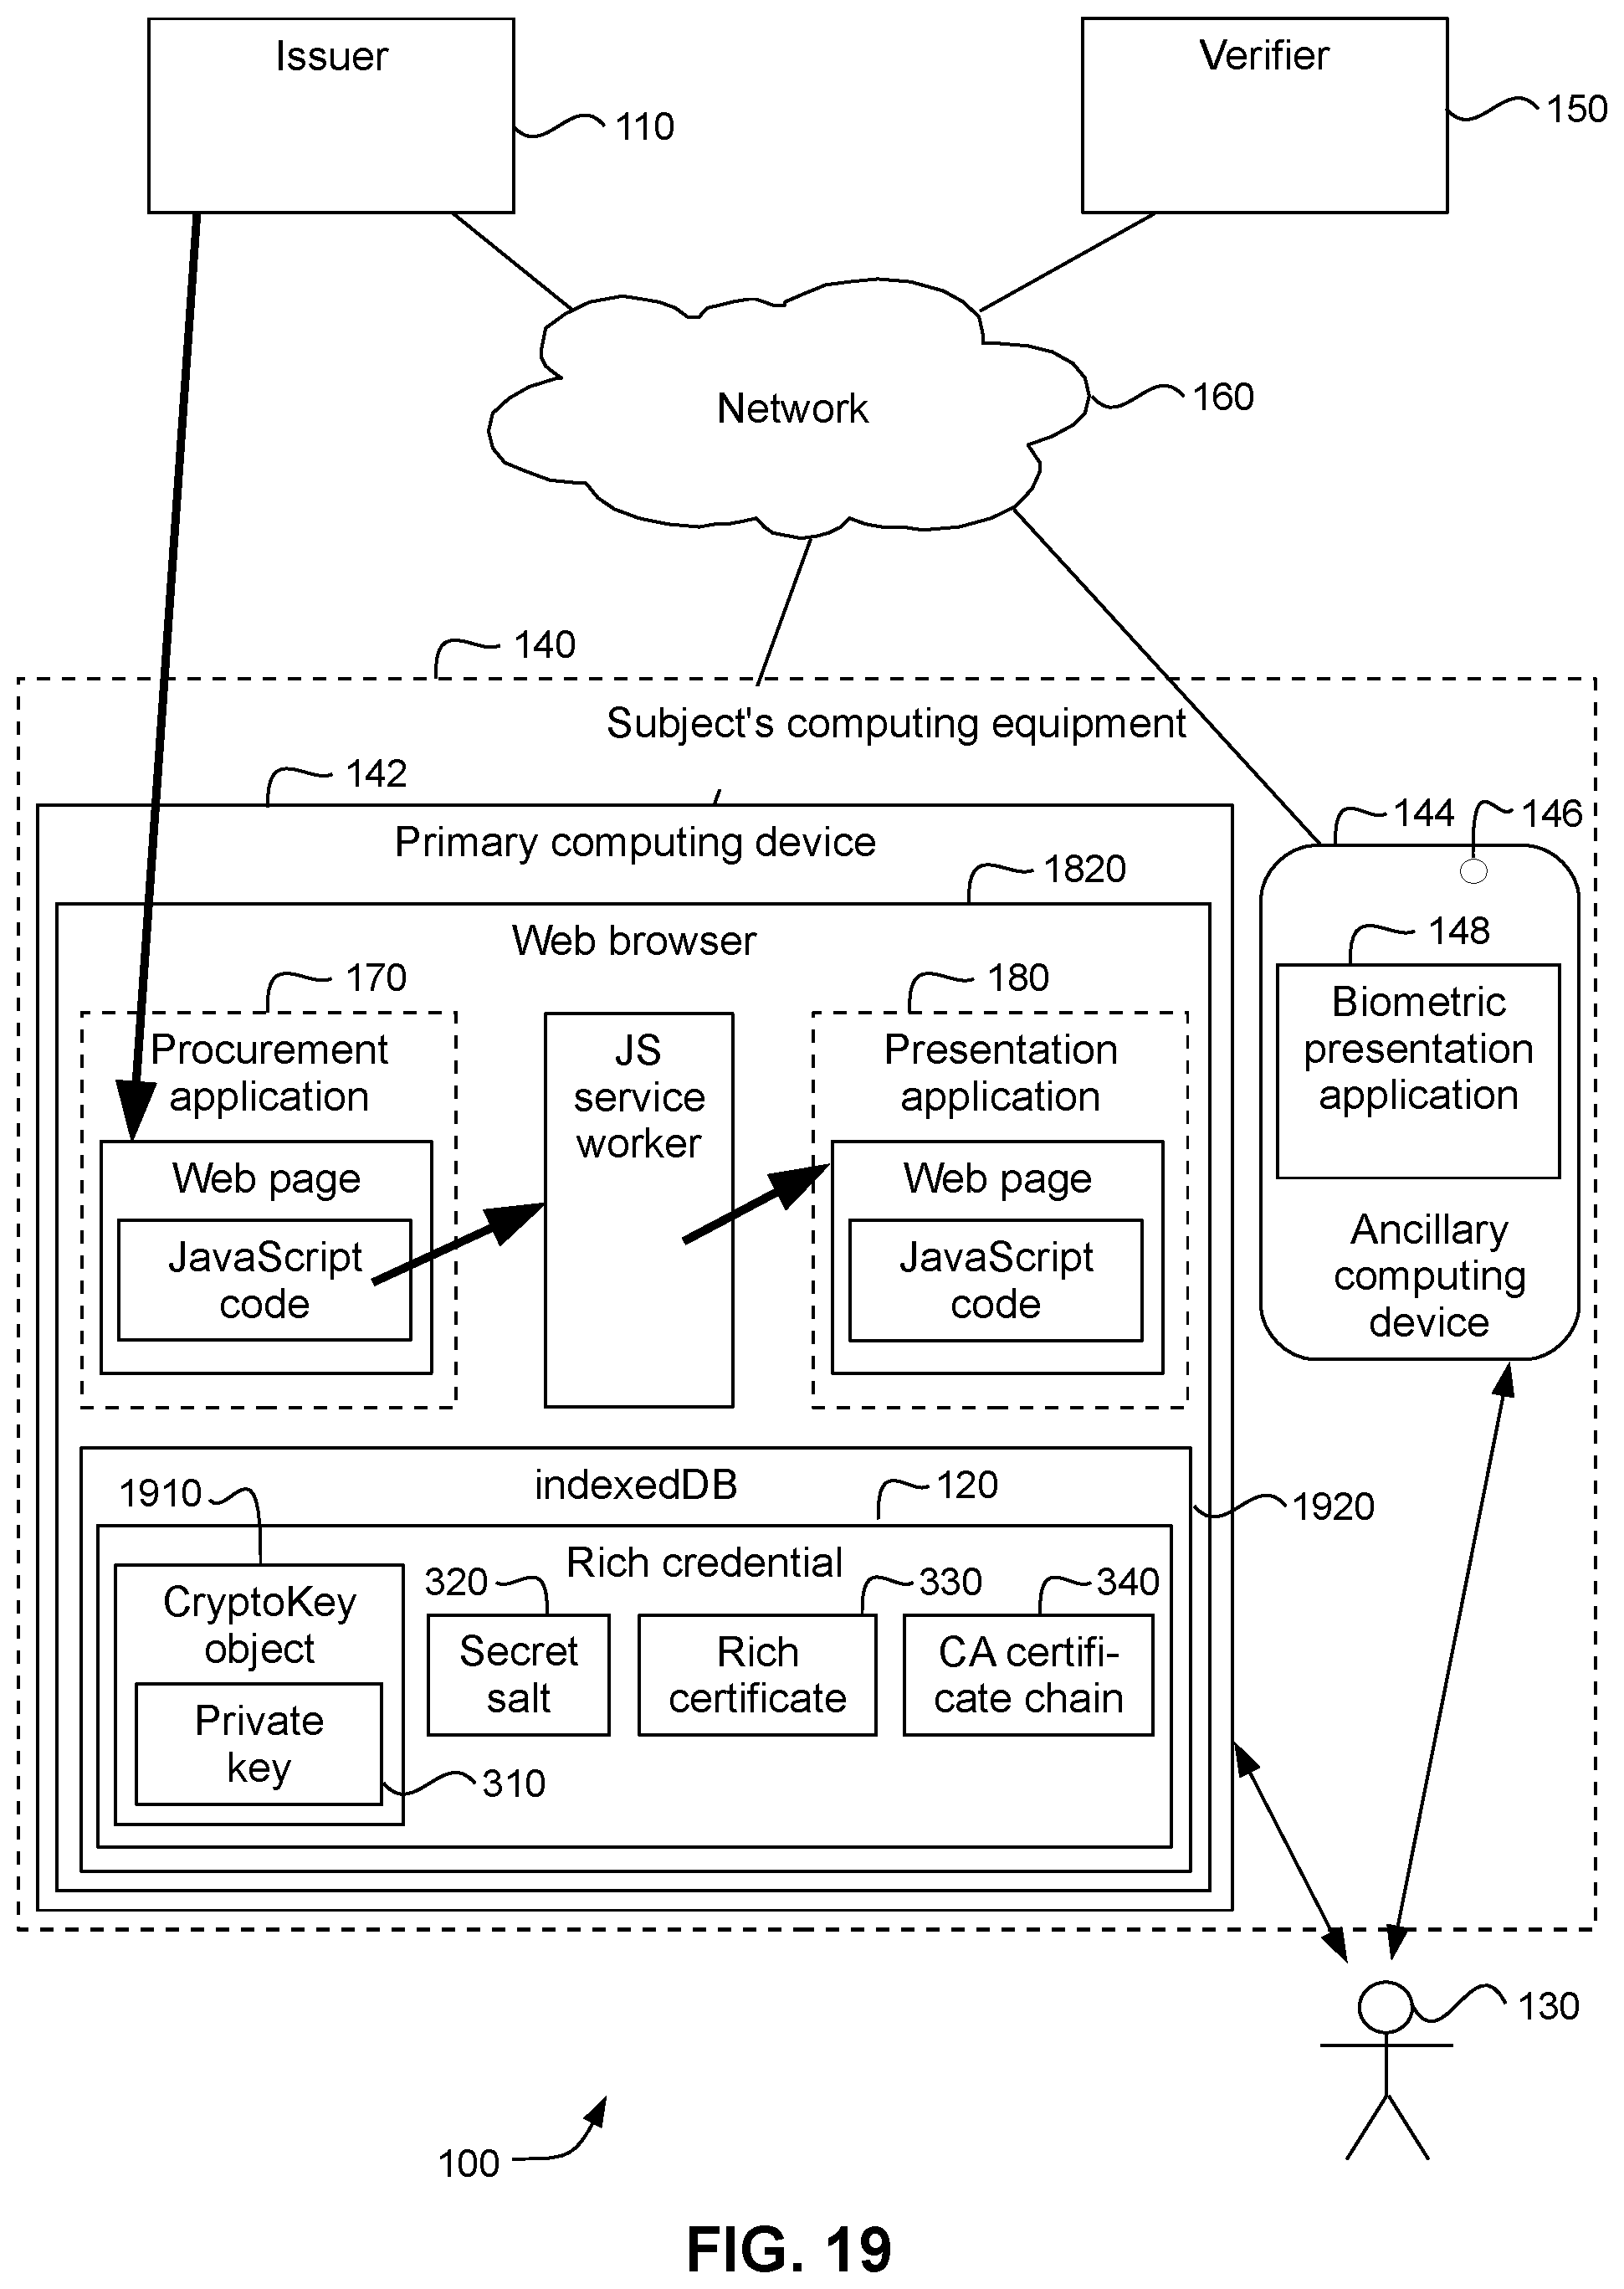 Issuer
110
Verifier
150
Network
160
140
Subject's computing equipment
142
Primary computing device
1820
Web browser
170
Procurement
application
Web page
JavaScript
code
JS
service
worker
180
Presentation
application
Web page
JavaScript
code
144
146
148
Biometric
presentation
application
Ancillary
computing
device
indexedDB
1910
120
1920
Rich credential
CryptoKey
object
Private
key
310
320
Secret
salt
330
Rich
certificate
340
CA certifi-
cate chain
130
100
FIG. 19